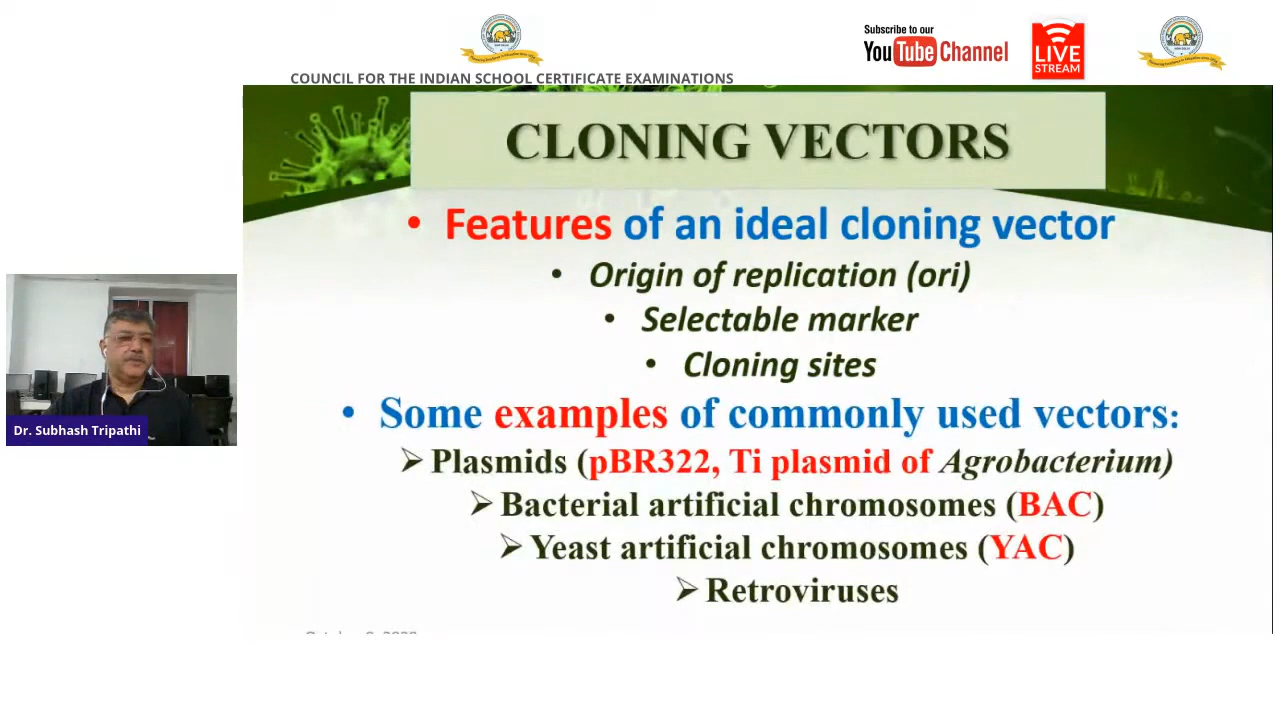 Subscribe to our
YouTube Channel
LIVE
STREAM
COUNCIL FOR THE INDIAN SCHOOL CERTIFICATE EXAMINATIONS
CLONING VECTORS
• Features of an ideal cloning vector
• Origin of replication (ori)
• Selectable marker
• Cloning sites
• Some examples of commonly used vectors:
➢ Plasmids (pBR322, Ti plasmid of Agrobacterium)
➢ Bacterial artificial chromosomes (BAC)
➢ Yeast artificial chromosomes (YAC)
➢ Retroviruses
Dr. Subhash Tripathi